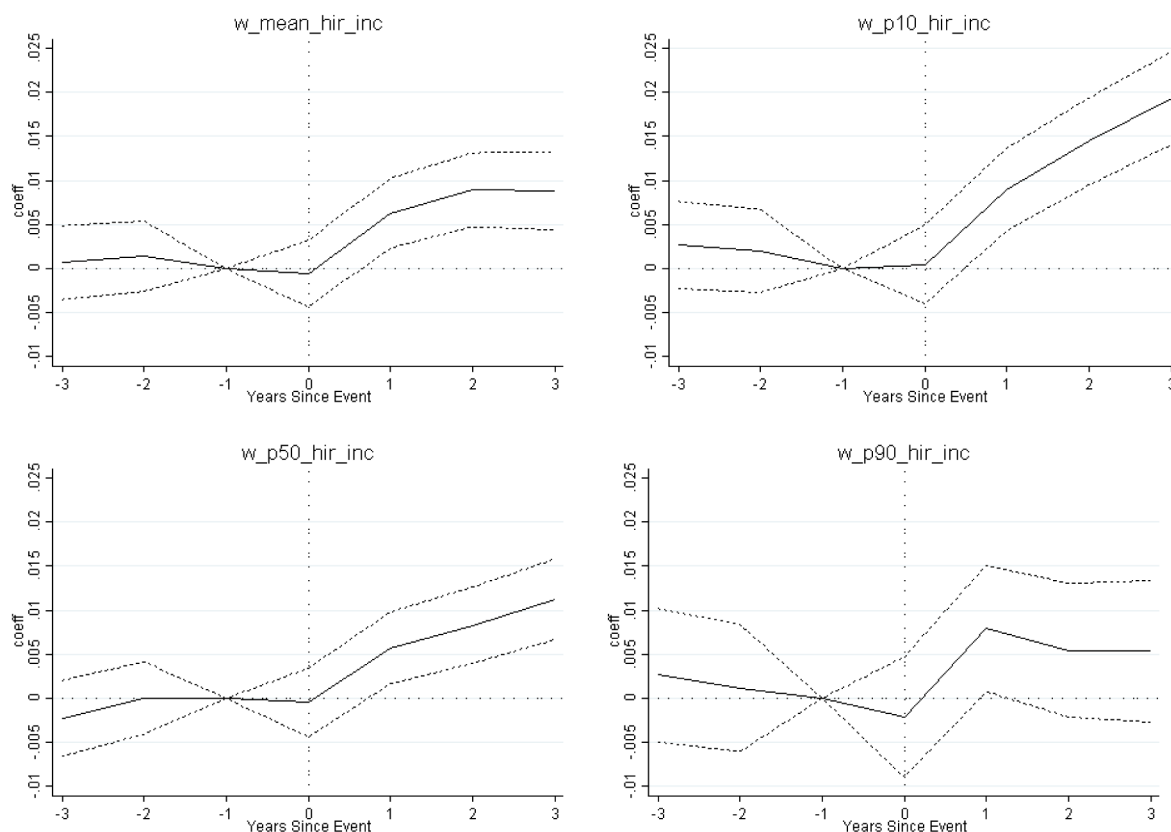 w_mean_hir_inc
.025
.02
.015
.01
.005
0
-.005
-.01
coeff
-3 -2 -1 0 1 2 3
Years Since Event
w_p10_hir_inc
.025
.02
.015
.01
.005
0
-.005
-.01
coeff
-3 -2 -1 0 1 2 3
Years Since Event
w_p50_hir_inc
.025
.02
.015
.01
.005
0
-.005
-.01
coeff
-3 -2 -1 0 1 2 3
Years Since Event
w_p90_hir_inc
.025
.02
.015
.01
.005
0
-.005
-.01
coeff
-3 -2 -1 0 1 2 3
Years Since Event